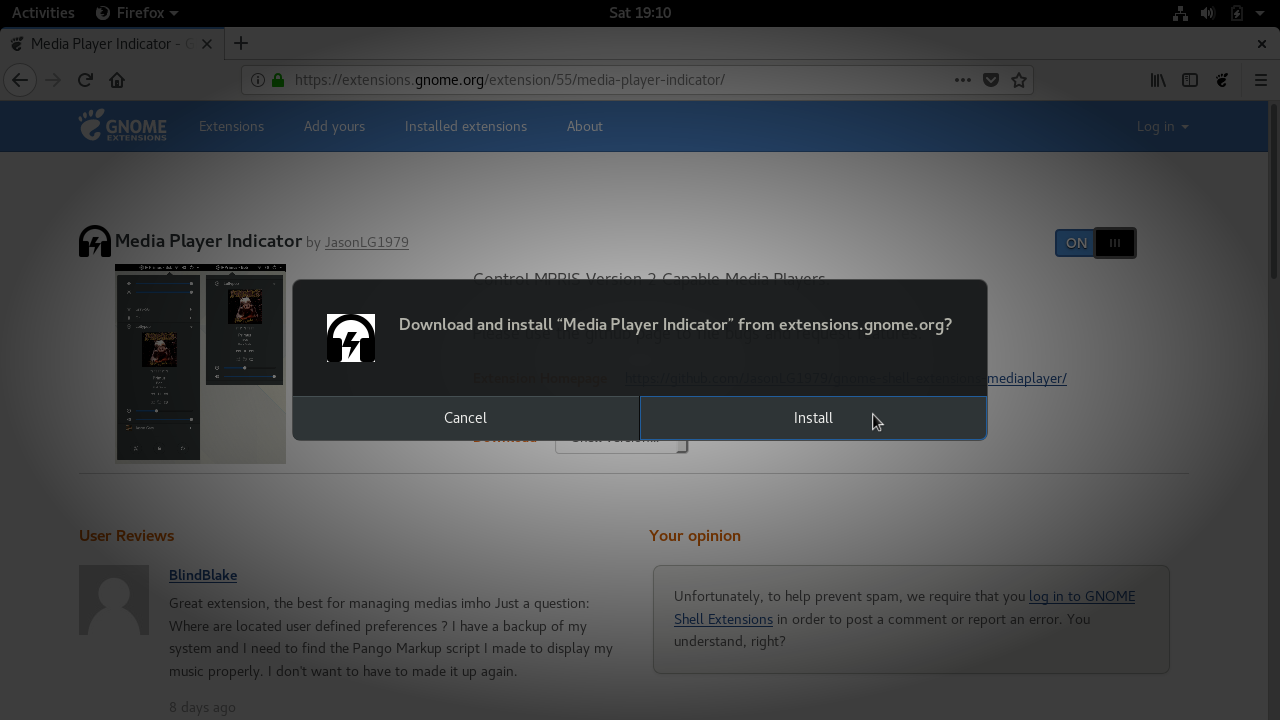 Activities Firefox Sat 19:10
Media Player Indicator - G
https://extensions.gnome.org/extension/55/media-player-indicator/
GNOME EXTENSIONS Extensions Add yours Installed extensions About Log in
Media Player Indicator by JasonLG1979 ON
Control MPRIS Version 2 Capable Media Players
Download and install “Media Player Indicator” from extensions.gnome.org?
Extension Homepage https://github.com/JasonLG1979/gnome-shell-extensions-mediaplayer/
Cancel Install
Download Shell version...
User Reviews
BlindBlake
Great extension, the best for managing medias imho Just a question:
Where are located user defined preferences ? I have a backup of my
system and I need to find the Pango Markup script I made to display my
music properly. I don't want to have to made it up again.
8 days ago
Your opinion
Unfortunately, to help prevent spam, we require that you log in to GNOME
Shell Extensions in order to post a comment or report an error. You
understand, right?